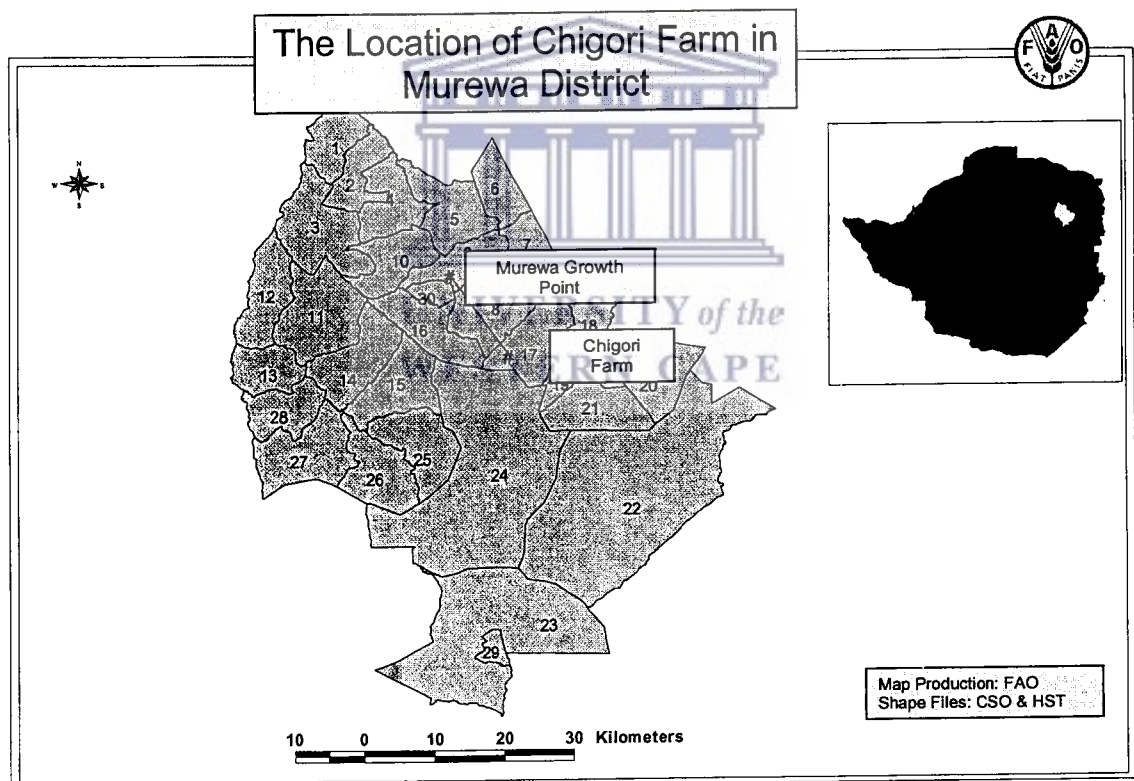 The Location of Chigori Farm in
Murewa District
F A O
FIAT PANIS
N
W
S
1
2
4
3
6
5
7
10
Murewa Growth
Point
12
30
8
11
16
18
UNIVERSITY of the
Chigori
Farm
17
WESTERN CAPE
13
14
15
19
20
28
21
27
26
25
24
22
23
29
Map Production: FAO
Shape Files: CSO & HST
10 0 10 20 30 Kilometers